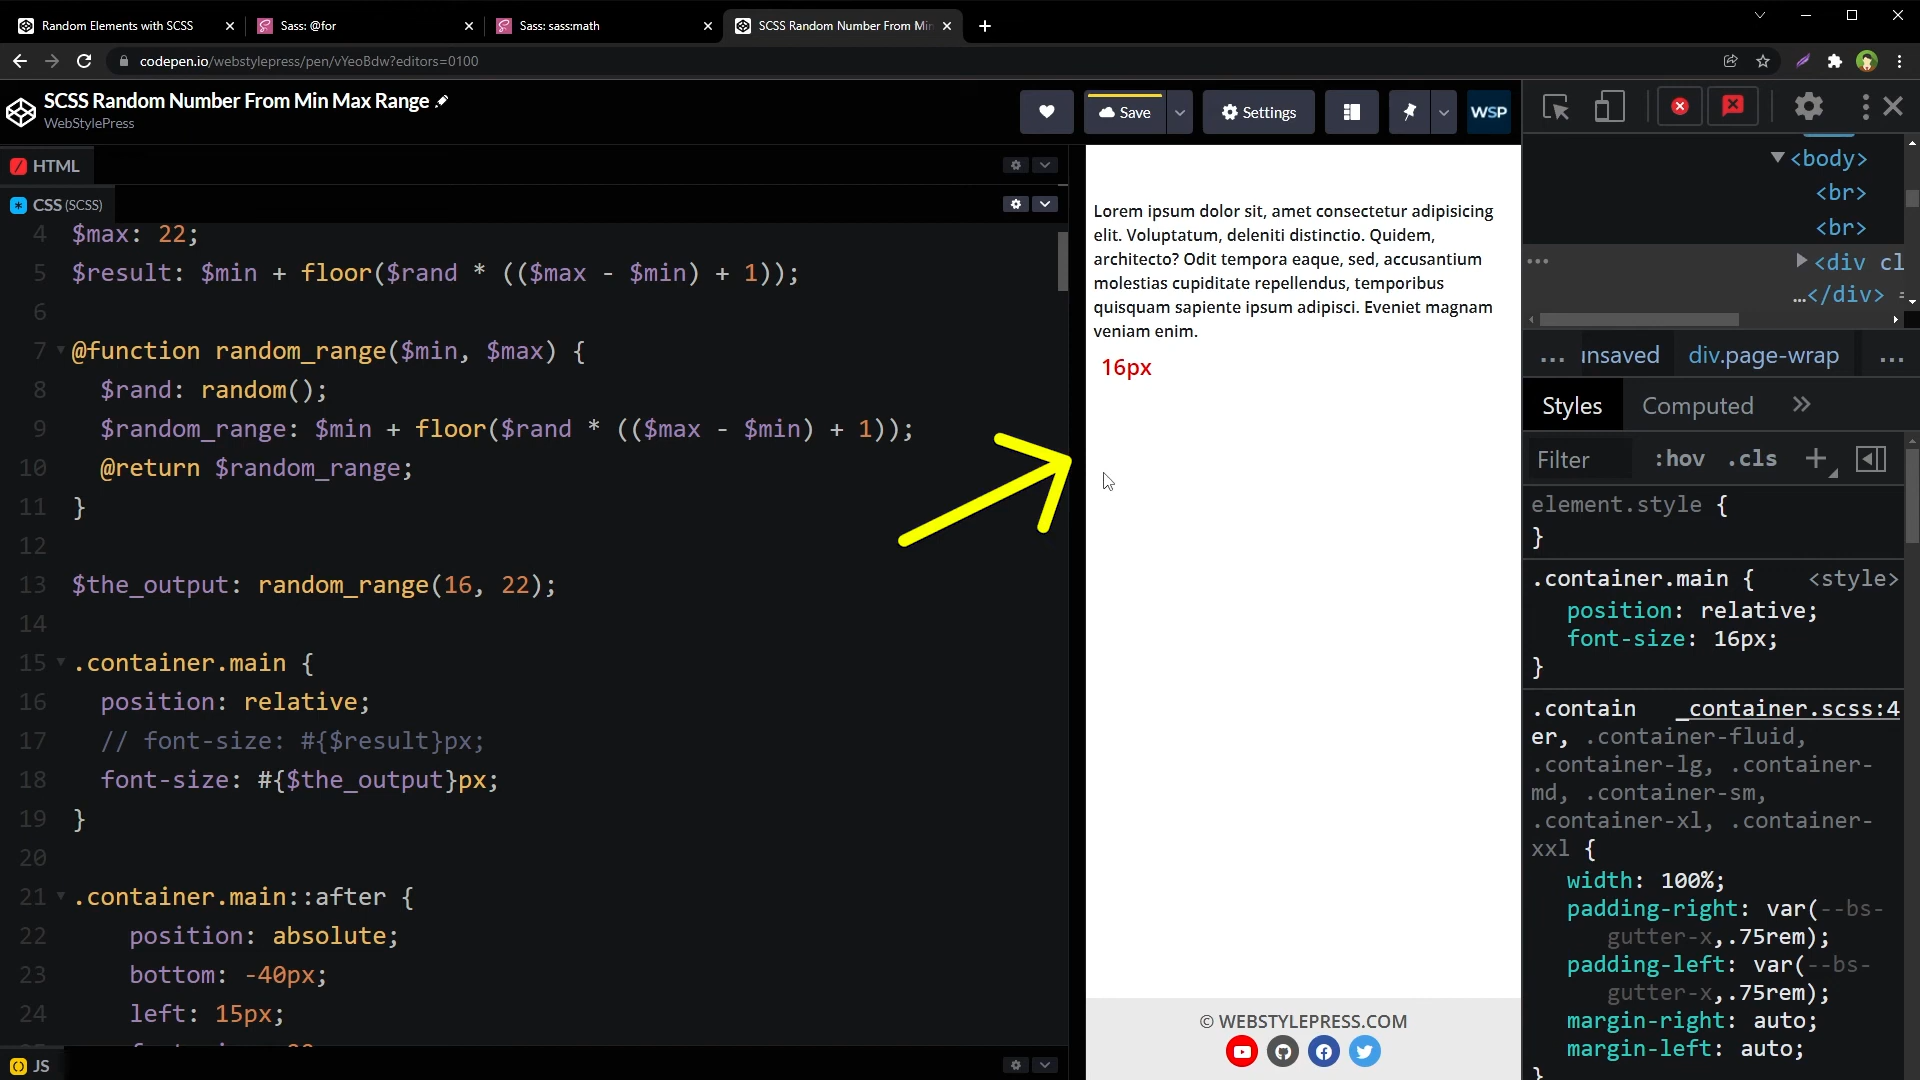 Random Elements with SCSS
Sass: @for
Sass: sass:math
SCSS Random Number From Min
codepen.io/webstylepress/pen/vYeoBdw?editors=0100
SCSS Random Number From Min Max Range
WebStylePress
Save
Settings
WSP
HTML
CSS (SCSS)
4 $max: 22;
5 $result: $min + floor($rand * (($max - $min) + 1));
6
7 @function random_range($min, $max) {
8 $rand: random();
9 $random_range: $min + floor($rand * (($max - $min) + 1));
10 @return $random_range;
11 }
12
13 $the_output: random_range(16, 22);
14
15 .container.main {
16 position: relative;
17 // font-size: #{$result}px;
18 font-size: #{$the_output}px;
19 }
20
21 .container.main::after {
22 position: absolute;
23 bottom: -40px;
24 left: 15px;
JS
Lorem ipsum dolor sit, amet consectetur adipisicing
elit. Voluptatum, deleniti distinctio. Quidem,
architecto? Odit tempora eaque, sed, accusantium
molestias cupiditate repellendus, temporibus
quisquam sapiente ipsum adipisci. Eveniet magnam
veniam enim.
16px
© WEBSTYLEPRESS.COM
<body>
<br>
<br>
<div cl
…</div>
... insaved div.page-wrap ...
Styles Computed
Filter :hov .cls
element.style {
}
.container.main { <style>
position: relative;
font-size: 16px;
}
.contain _container.scss:4
er, .container-fluid,
.container-lg, .container-
md, .container-sm,
.container-xl, .container-
xxl {
width: 100%;
padding-right: var(--bs-
gutter-x,.75rem);
padding-left: var(--bs-
gutter-x,.75rem);
margin-right: auto;
margin-left: auto;
}